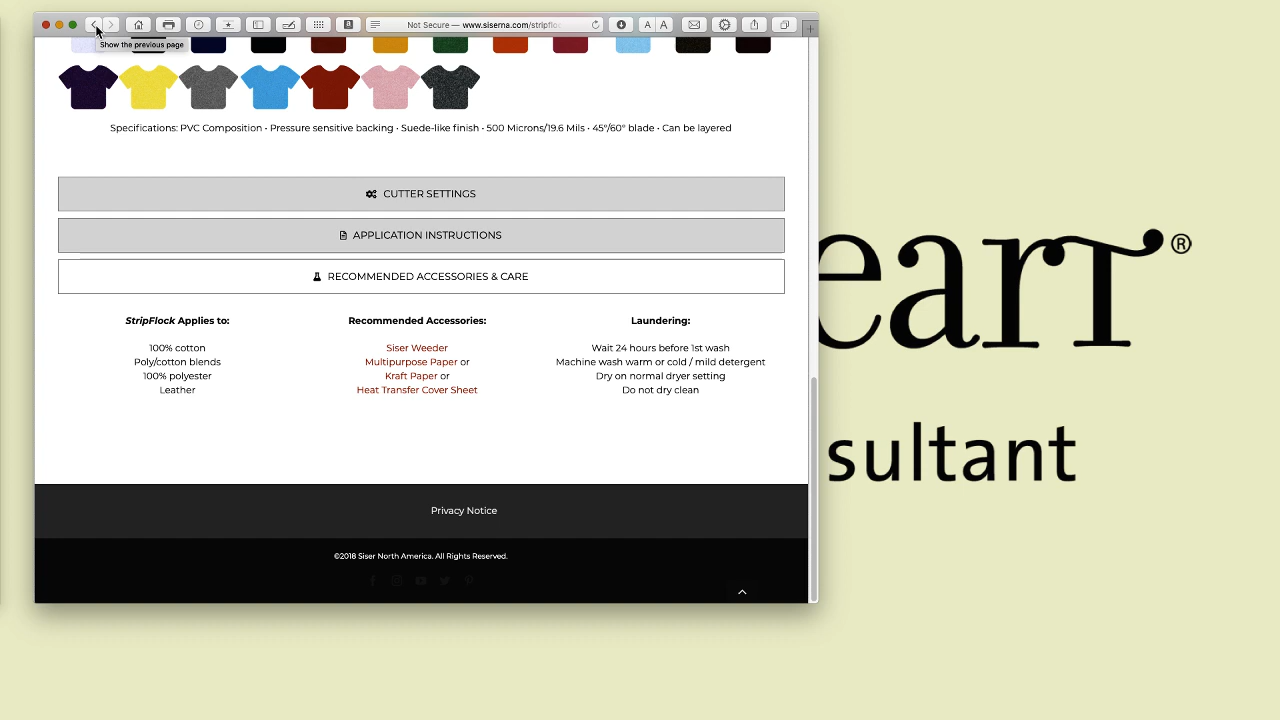 Not Secure — www.siserna.com/stripflo
Show the previous page
A A
Specifications: PVC Composition • Pressure sensitive backing • Suede-like finish • 500 Microns/19.6 Mils • 45°/60° blade • Can be layered
CUTTER SETTINGS
APPLICATION INSTRUCTIONS
RECOMMENDED ACCESSORIES & CARE
StripFlock Applies to:
100% cotton
Poly/cotton blends
100% polyester
Leather
Recommended Accessories:
Siser Weeder
Multipurpose Paper or
Kraft Paper or
Heat Transfer Cover Sheet
Laundering:
Wait 24 hours before 1st wash
Machine wash warm or cold / mild detergent
Dry on normal dryer setting
Do not dry clean
Privacy Notice
©2018 Siser North America. All Rights Reserved.
eart®
sultant